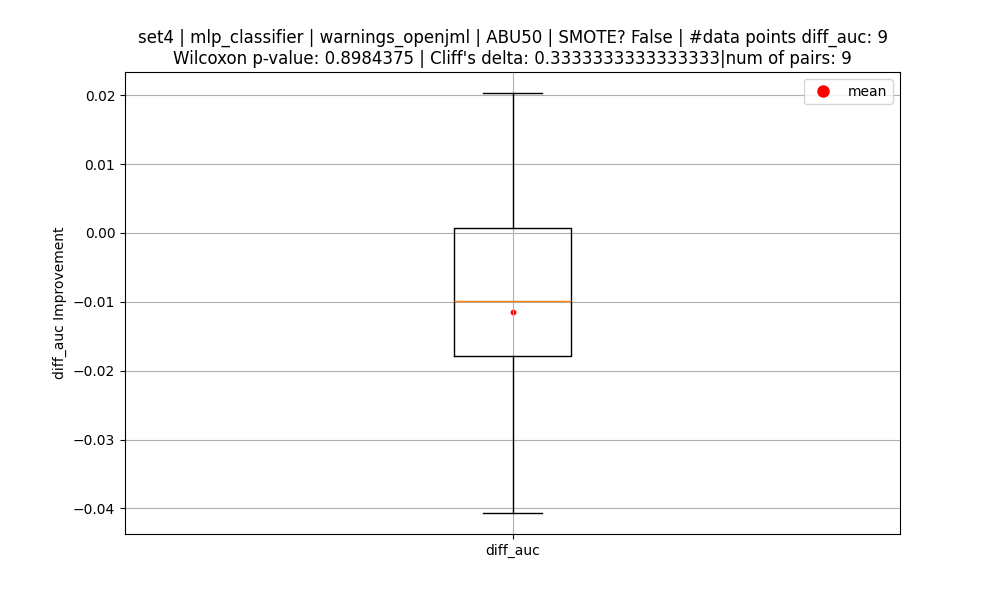 set4 | mlp_classifier | warnings_openjml | ABU50 | SMOTE? False | #data points diff_auc: 9
Wilcoxon p-value: 0.8984375 | Cliff's delta: 0.3333333333333333|num of pairs: 9
mean
0.02
0.01
0.00
−0.01
−0.02
−0.03
−0.04
diff_auc Improvement
diff_auc